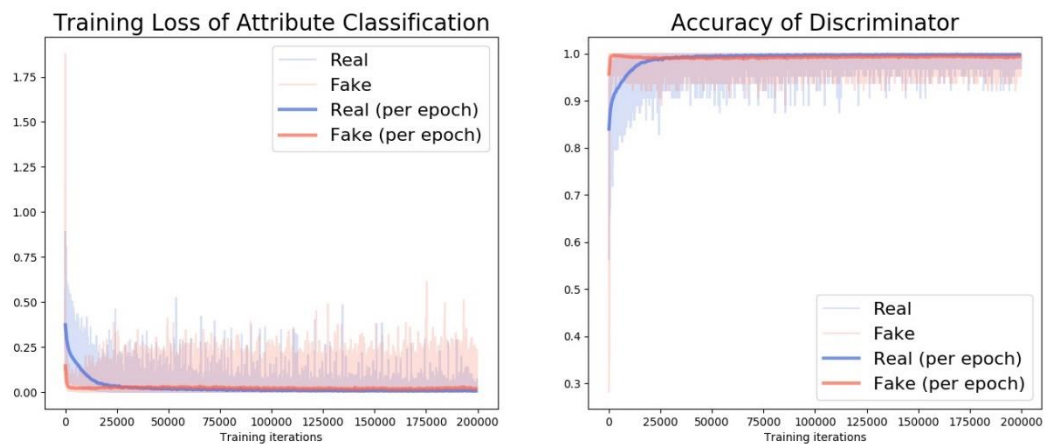 Training Loss of Attribute Classification
1.75
1.50
1.25
1.00
0.75
0.50
0.25
0.00
Real
Fake
Real (per epoch)
Fake (per epoch)
0 25000 50000 75000 100000 125000 150000 175000 200000
Training iterations
Accuracy of Discriminator
1.0
0.9
0.8
0.7
0.6
0.5
0.4
0.3
Real
Fake
Real (per epoch)
Fake (per epoch)
0 25000 50000 75000 100000 125000 150000 175000 200000
Training iterations